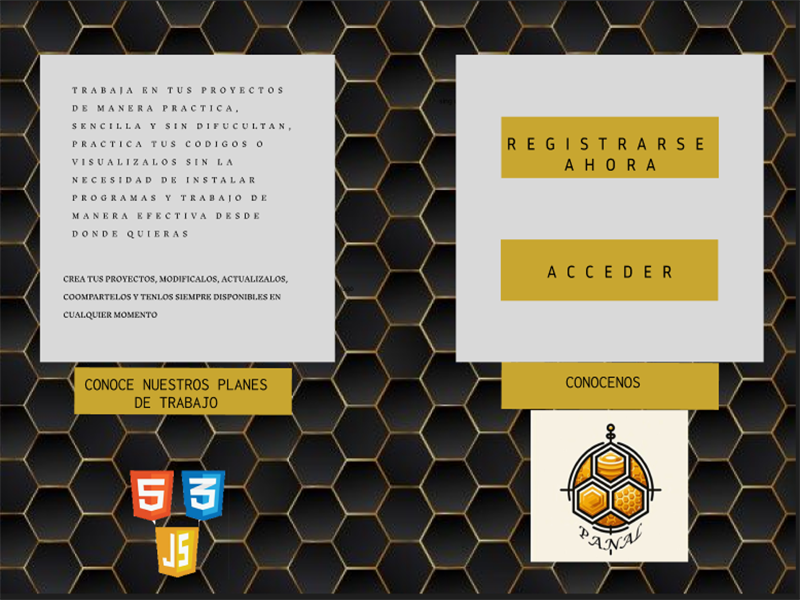 TRABAJA EN TUS PROYECTOS
DE MANERA PRACTICA,
SENCILLA Y SIN DIFUCULTAN,
PRACTICA TUS CODIGOS O
VISUALIZALOS SIN LA
NECESIDAD DE INSTALAR
PROGRAMAS Y TRABAJO DE
MANERA EFECTIVA DESDE
DONDE QUIERAS
CREA TUS PROYECTOS, MODIFICALOS, ACTUALIZALOS,
COOMPARTELOS Y TENLOS SIEMPRE DISPONIBLES EN
CUALQUIER MOMENTO
CONOCE NUESTROS PLANES
DE TRABAJO
5
3
JS
REGISTRARSE
AHORA
ACCEDER
CONOCENOS
PANAL